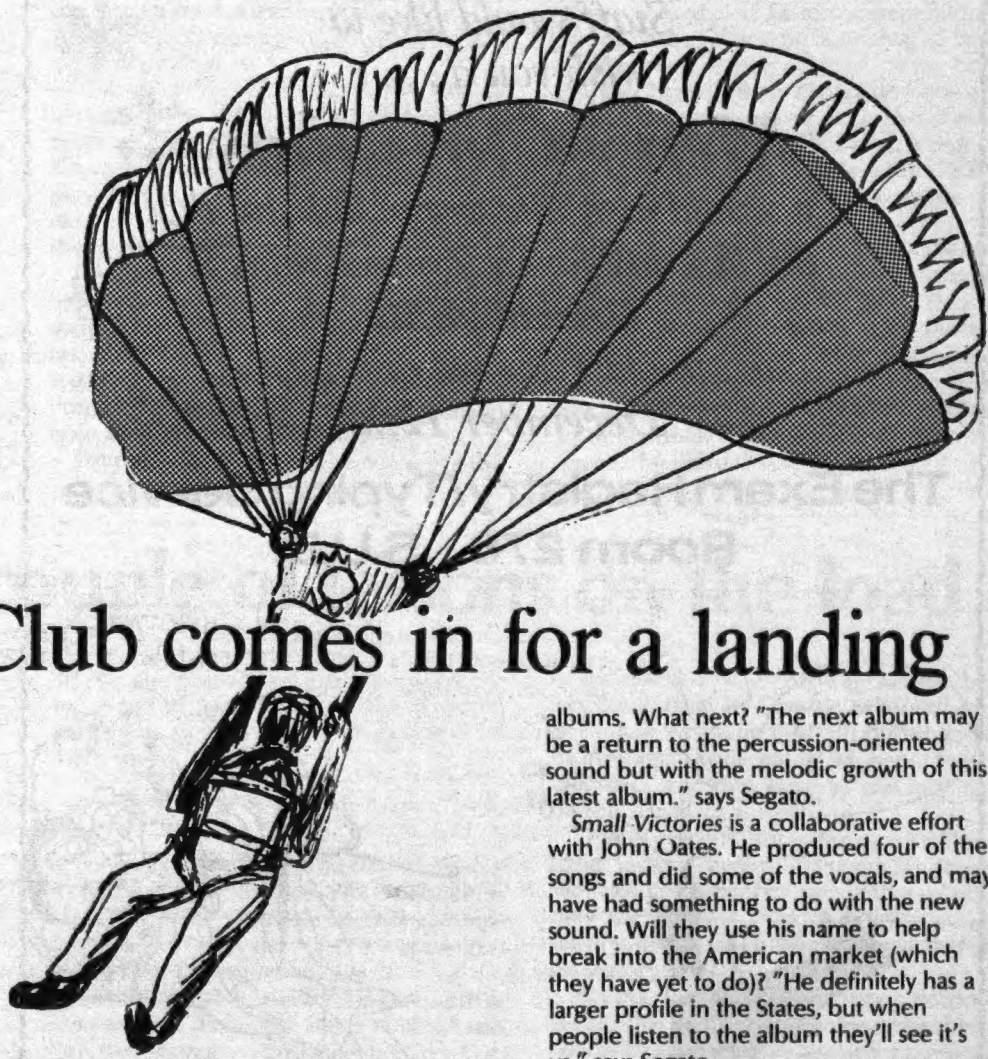 Club comes in for a landing
albums. What next? "The next album may
be a return to the percussion-oriented
sound but with the melodic growth of this
latest album." says Segato.
Small Victories is a collaborative effort
with John Oates. He produced four of the
songs and did some of the vocals, and may
have had something to do with the new
sound. Will they use his name to help
break into the American market (which
they have yet to do)? "He definitely has a
larger profile in the States, but when
people listen to the album they'll see it's
us," says Segato.